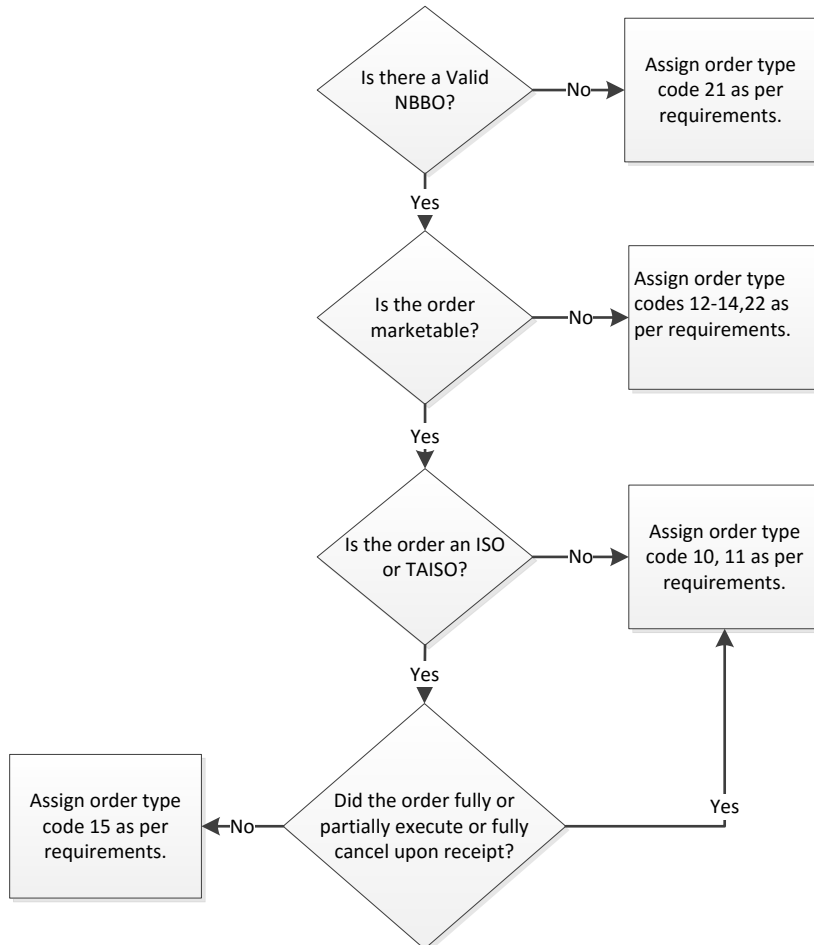 Is there a Valid
NBBO?
No
Assign order type
code 21 as per
requirements.
Yes
Is the order
marketable?
No
Assign order type
codes 12-14,22 as
per requirements.
Yes
Is the order an ISO
or TAISO?
No
Assign order type
code 10, 11 as per
requirements.
Yes
Did the order fully or
partially execute or fully
cancel upon receipt?
No
Assign order type
code 15 as per
requirements.
Yes